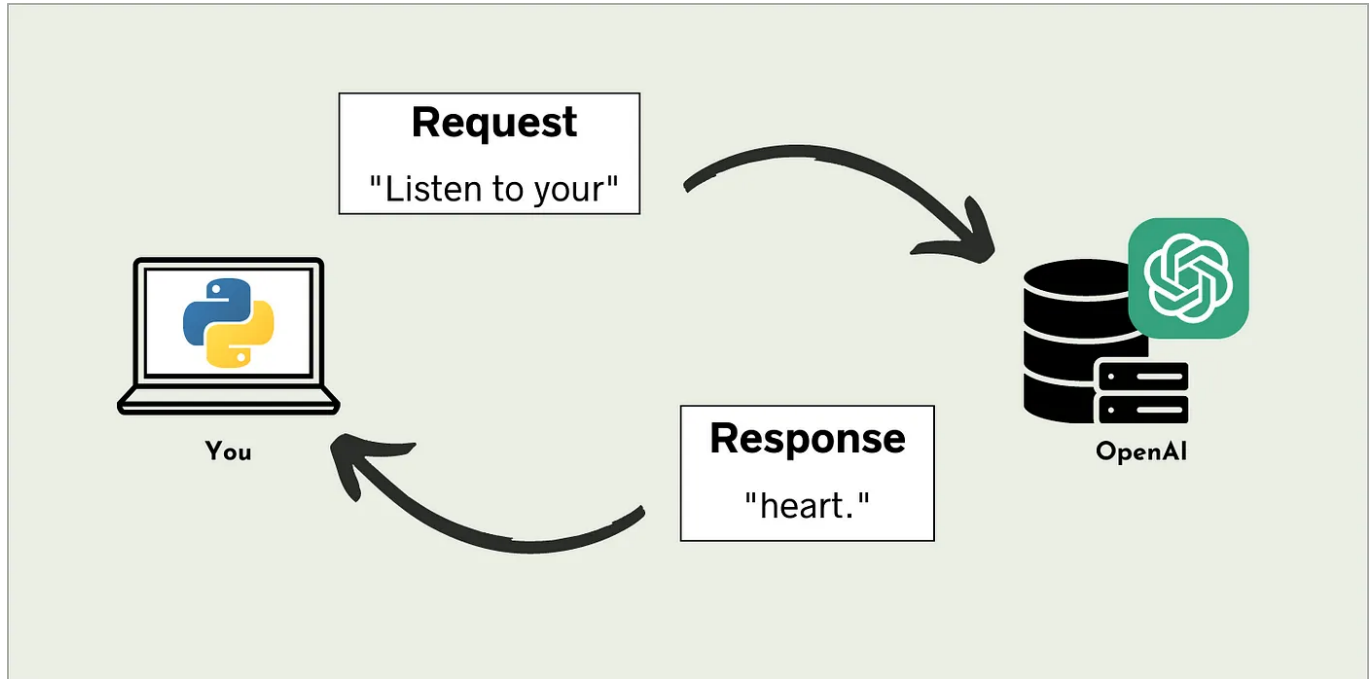 Request
"Listen to your"
You
OpenAI
Response
"heart."